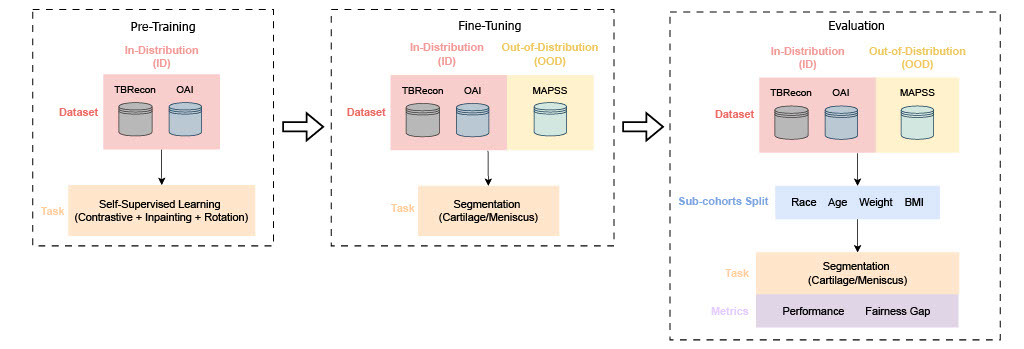 Pre-Training
In-Distribution
(ID)
TBRecon OAI
Dataset
Self-Supervised Learning
Task
(Contrastive + Inpainting + Rotation)
Fine-Tuning
In-Distribution
(ID)
Out-of-Distribution
(OOD)
TBRecon OAI MAPSS
Dataset
Task
Segmentation
(Cartilage/Meniscus)
Evaluation
In-Distribution
(ID)
Out-of-Distribution
(OOD)
TBRecon OAI MAPSS
Dataset
Sub-cohorts Split
Race Age Weight BMI
Task
Segmentation
(Cartilage/Meniscus)
Metrics
Performance Fairness Gap